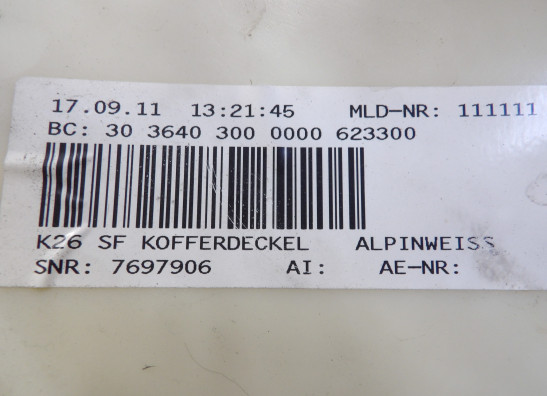 17.09.11 13:21:45 MLD-NR: 111111
BC: 30 3640 300 0000 623300
K26 SF KOFFERDECKEL ALPINWEISS
SNR: 7697906 AI: AE-NR: